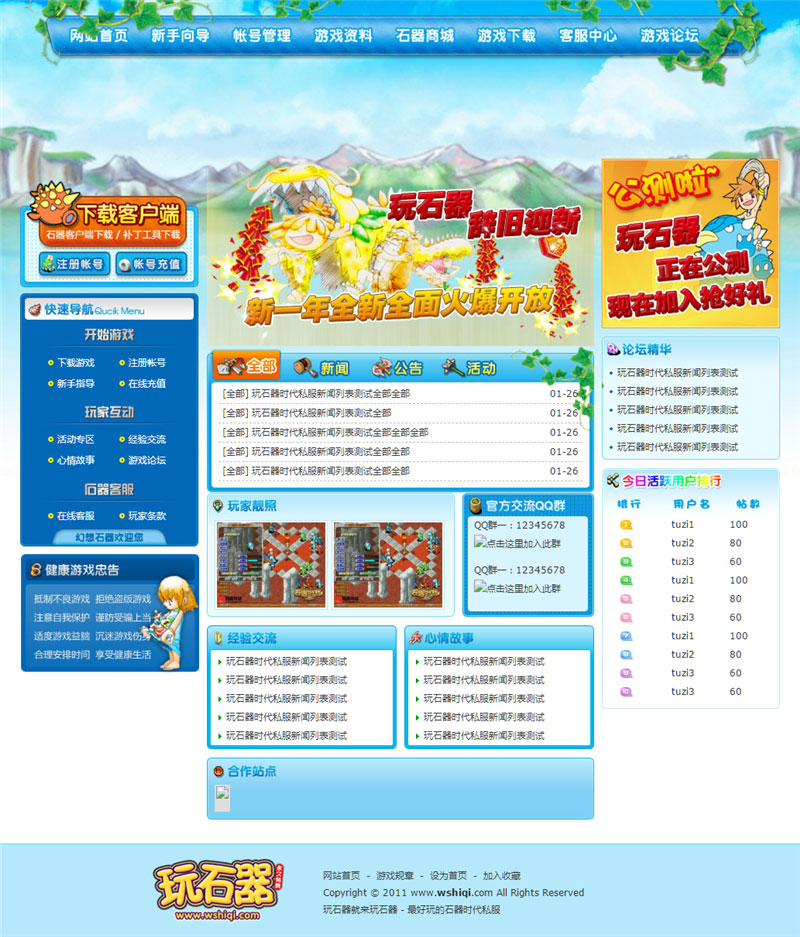 网站首页 新手向导 帐号管理 游戏资料 石器商城 游戏下载 客服中心 游戏论坛
下载客户端
石器客户端下载 / 补丁工具下载
注册帐号 帐号充值
快速导航Qucik Menu
开始游戏
下载游戏 注册帐号
新手指导 在线充值
玩家互动
活动专区 经验交流
心情故事 游戏论坛
石器客服
在线客服 玩家条款
幻想石器欢迎您
健康游戏忠告
抵制不良游戏 拒绝盗版游戏
注意自我保护 谨防受骗上当
适度游戏益脑 沉迷游戏伤身
合理安排时间 享受健康生活
玩石器
辞旧迎新
新一年全新全面火爆开放
全部 新闻 公告 活动
[全部] 玩石器时代私服新闻列表测试全部全部 01-26
[全部] 玩石器时代私服新闻列表测试全部 01-26
[全部] 玩石器时代私服新闻列表测试全部全部全部 01-26
[全部] 玩石器时代私服新闻列表测试全部全部 01-26
[全部] 玩石器时代私服新闻列表测试全部全部 01-26
玩家靓照
官方交流QQ群
QQ群一：12345678
点击这里加入此群
QQ群一：12345678
点击这里加入此群
经验交流
玩石器时代私服新闻列表测试
玩石器时代私服新闻列表测试
玩石器时代私服新闻列表测试
玩石器时代私服新闻列表测试
玩石器时代私服新闻列表测试
心情故事
玩石器时代私服新闻列表测试
玩石器时代私服新闻列表测试
玩石器时代私服新闻列表测试
玩石器时代私服新闻列表测试
玩石器时代私服新闻列表测试
合作站点
公测啦~
玩石器
正在公测
现在加入抢好礼
论坛精华
玩石器时代私服新闻列表测试
玩石器时代私服新闻列表测试
玩石器时代私服新闻列表测试
玩石器时代私服新闻列表测试
玩石器时代私服新闻列表测试
今日活跃用户排行
排行 用户名 帖数
tuzi1 100
tuzi2 80
tuzi3 60
tuzi1 100
tuzi2 80
tuzi3 60
tuzi1 100
tuzi2 80
tuzi3 60
tuzi3 60
玩石器
www.wshiqi.com
网站首页 - 游戏规章 - 设为首页 - 加入收藏
Copyright © 2011 www.wshiqi.com All Rights Reserved
玩石器就来玩石器 - 最好玩的石器时代私服